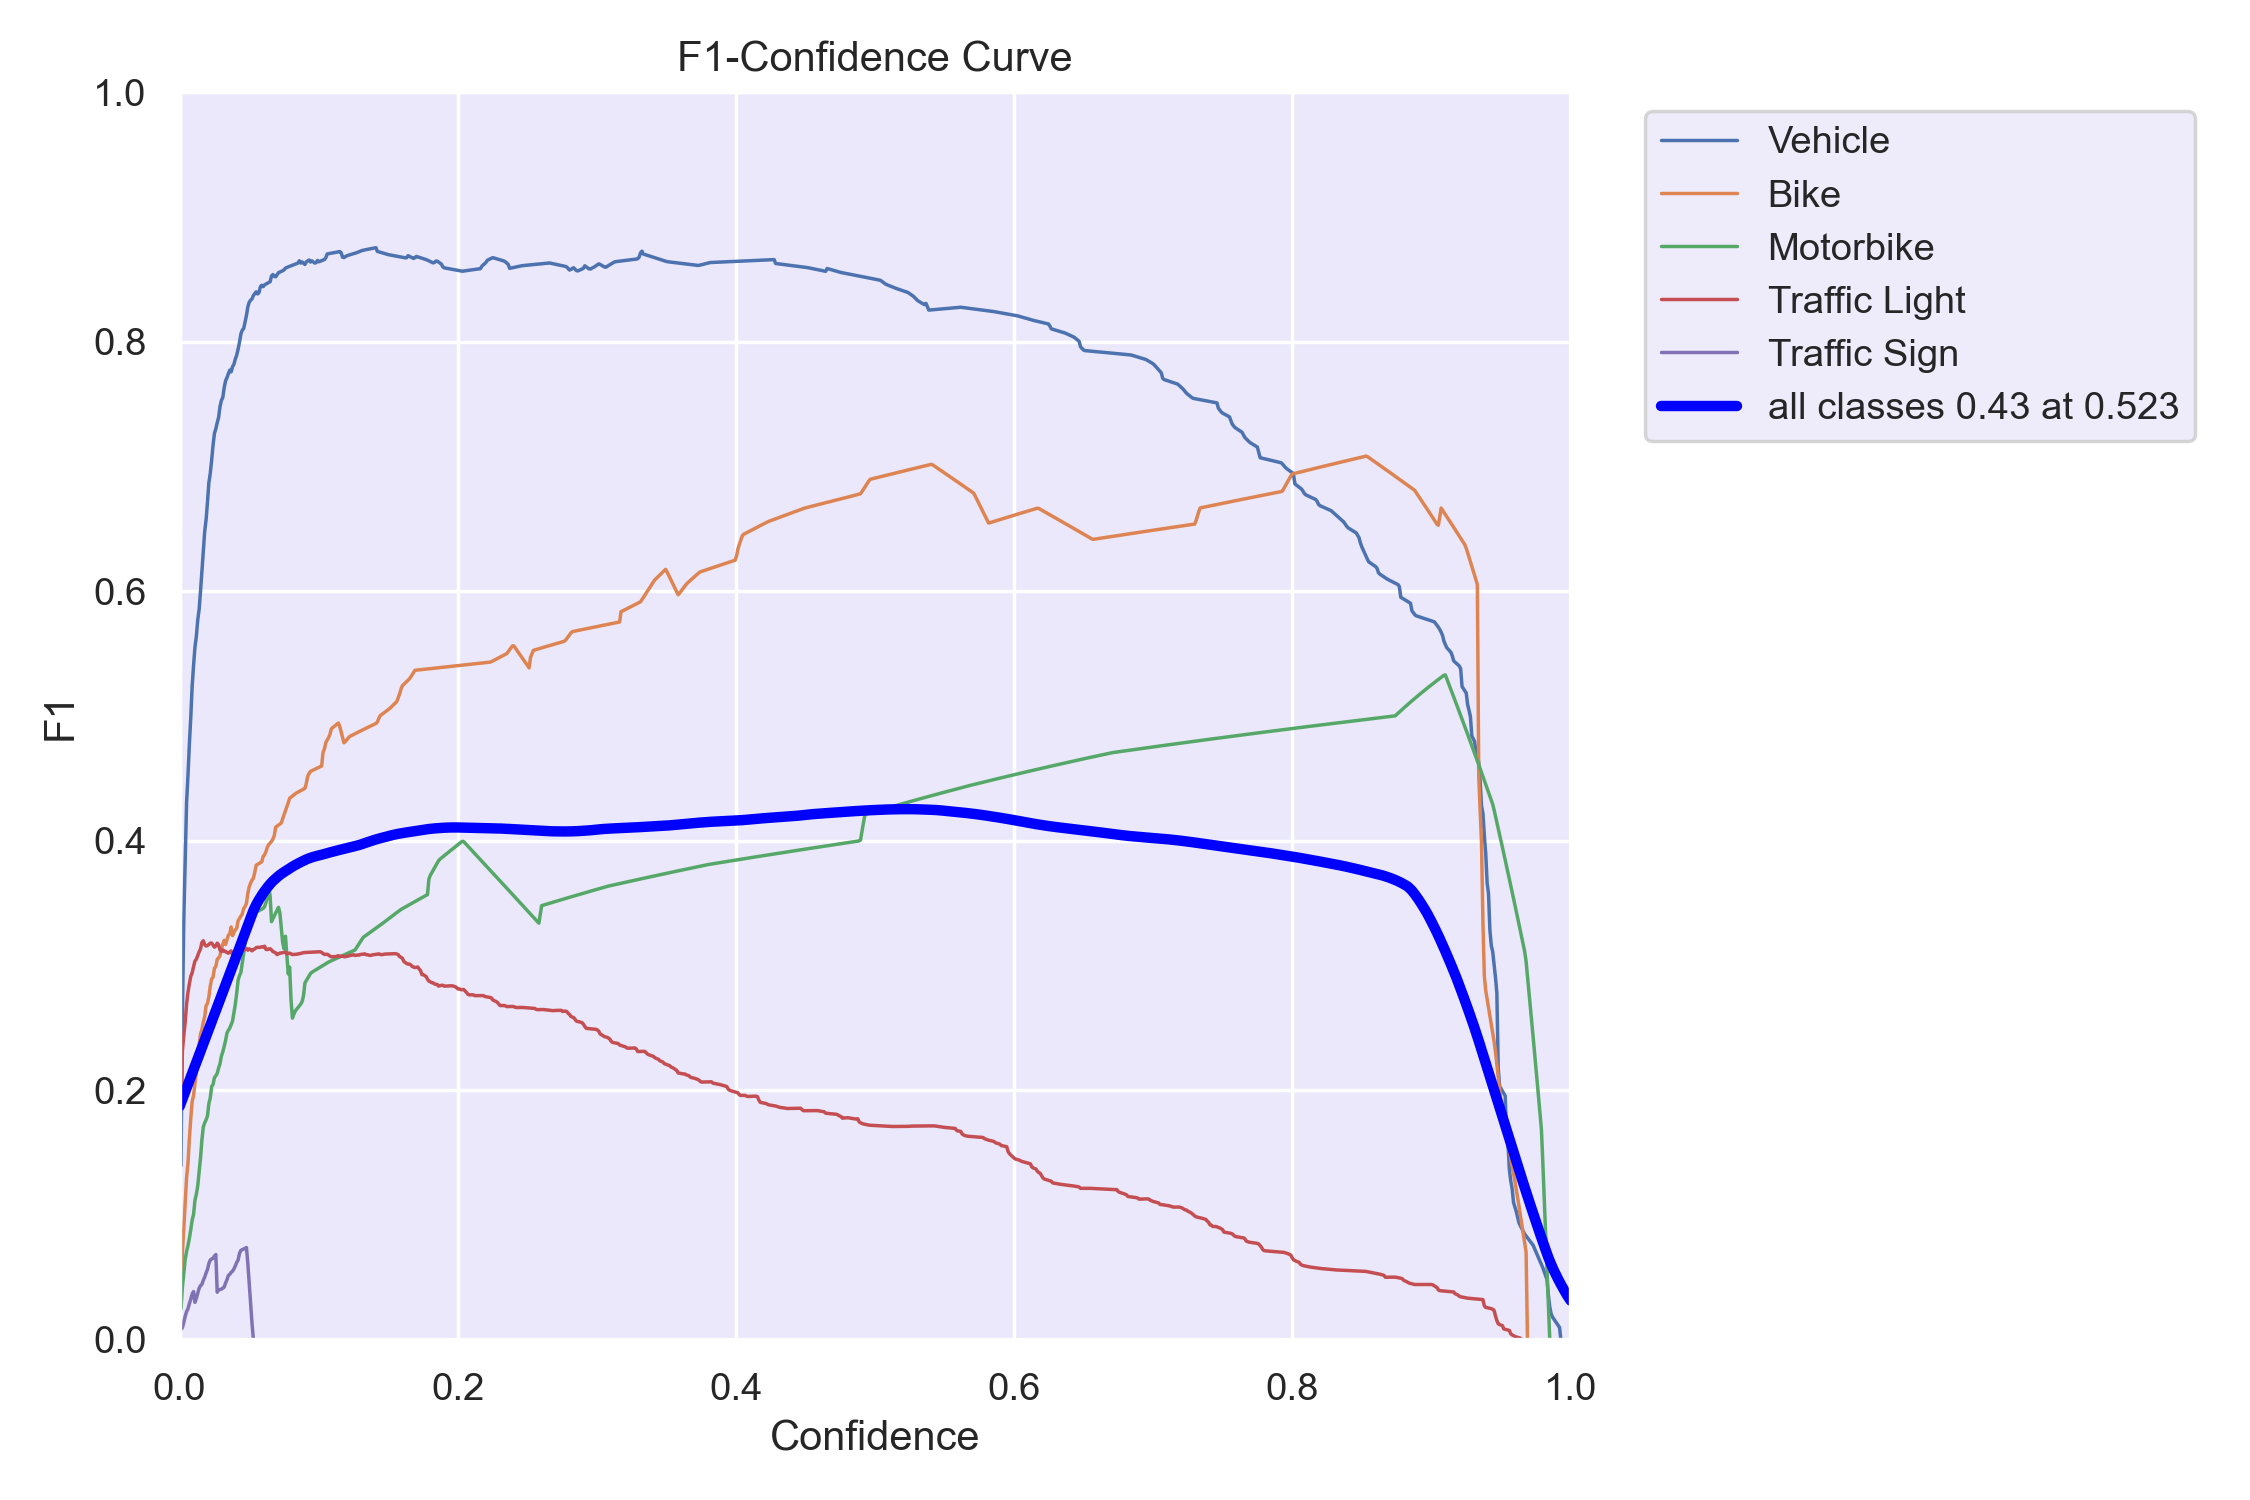 F1-Confidence Curve
1.0
0.8
0.6
0.4
0.2
0.0
F1
0.0 0.2 0.4 0.6 0.8 1.0
Confidence
Vehicle
Bike
Motorbike
Traffic Light
Traffic Sign
all classes 0.43 at 0.523